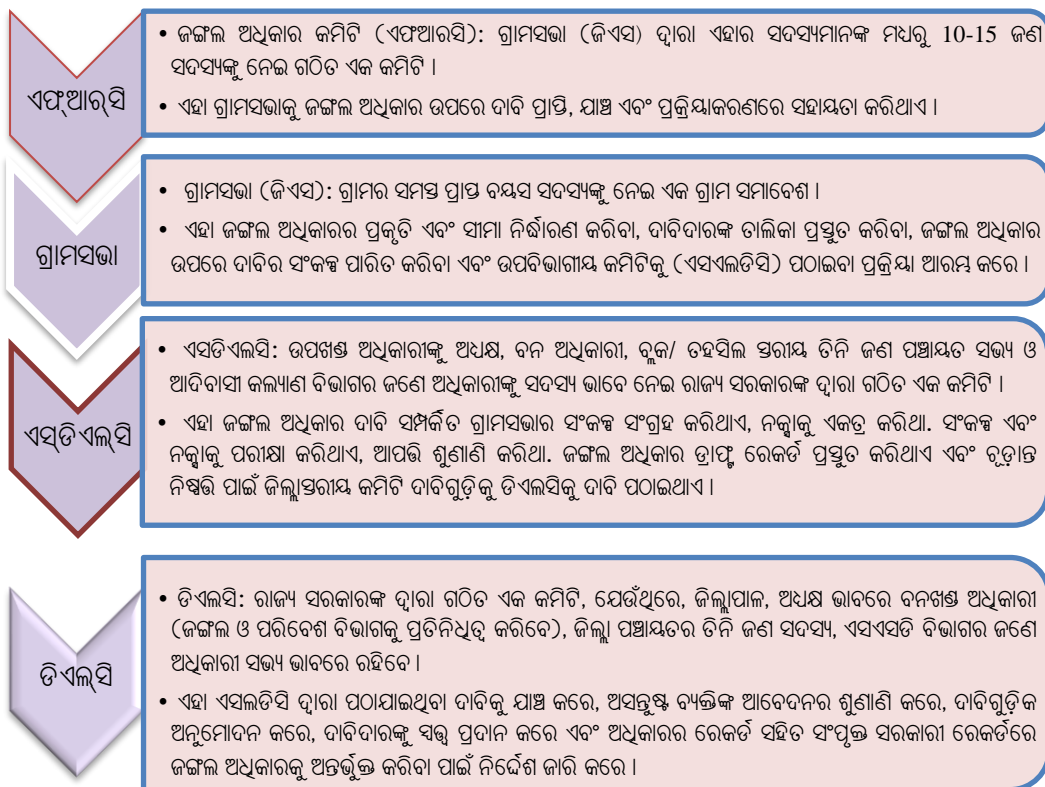 ଏଫ୍ଆର୍ସି
• ଜଙ୍ଗଲ ଅଧିକାର କମିଟି (ଏଫଆରସି): ଗ୍ରାମସଭା (ଜିଏସ) ଦ୍ୱାରା ଏହାର ସଦସ୍ୟମାନଙ୍କ ମଧ୍ୟରୁ 10-15 ଜଣ
ସଦସ୍ୟଙ୍କୁ ନେଇ ଗଠିତ ଏକ କମିଟି ।
• ଏହା ଗ୍ରାମସଭାକୁ ଜଙ୍ଗଲ ଅଧିକାର ଉପରେ ଦାବି ପ୍ରାପ୍ତି, ଯାଞ୍ଚ ଏବଂ ପ୍ରକ୍ରିୟାକରଣରେ ସହାୟତା କରିଥାଏ ।
ଗ୍ରାମସଭା
• ଗ୍ରାମସଭା (ଜିଏସ): ଗ୍ରାମର ସମସ୍ତ ପ୍ରାପ୍ତ ବୟସ ସଦସ୍ୟଙ୍କୁ ନେଇ ଏକ ଗ୍ରାମ ସମାବେଶ ।
• ଏହା ଜଙ୍ଗଲ ଅଧିକାରର ପ୍ରକୃତି ଏବଂ ସୀମା ନିର୍ଦ୍ଧାରଣ କରିବା, ଦାବିଦାରଙ୍କ ତାଲିକା ପ୍ରସ୍ତୁତ କରିବା, ଜଙ୍ଗଲ ଅଧିକାର
ଉପରେ ଦାବିର ସଂକଳ୍ପ ପାରିତ କରିବା ଏବଂ ଉପବିଭାଗୀୟ କମିଟିକୁ (ଏସଏଲଡିସି) ପଠାଇବା ପ୍ରକ୍ରିୟା ଆରମ୍ଭ କରେ ।
ଏସ୍ଡିଏଲ୍ସି
• ଏସଡିଏଲସି: ଉପଖଣ୍ଡ ଅଧିକାରୀଙ୍କୁ ଅଧ୍ୟକ୍ଷ, ବନ ଅଧିକାରୀ, ବ୍ଲକ/ ତହସିଲ ସ୍ତରୀୟ ତିନି ଜଣ ପଞ୍ଚାୟତ ସଭ୍ୟ ଓ
ଆଦିବାସୀ କଲ୍ୟାଣ ବିଭାଗର ଜଣେ ଅଧିକାରୀଙ୍କୁ ସଦସ୍ୟ ଭାବେ ନେଇ ରାଜ୍ୟ ସରକାରଙ୍କ ଦ୍ୱାରା ଗଠିତ ଏକ କମିଟି ।
• ଏହା ଜଙ୍ଗଲ ଅଧିକାର ଦାବି ସମ୍ପର୍କିତ ଗ୍ରାମସଭାର ସଂକଳ୍ପ ସଂଗ୍ରହ କରିଥାଏ, ନକ୍ସାକୁ ଏକତ୍ର କରିଥା. ସଂକଳ୍ପ ଏବଂ
ନକ୍ସାକୁ ପରୀକ୍ଷା କରିଥାଏ, ଆପତ୍ତି ଶୁଣାଣି କରିଥା. ଜଙ୍ଗଲ ଅଧିକାର ଡ୍ରାଫ୍ଟ ରେକର୍ଡ ପ୍ରସ୍ତୁତ କରିଥାଏ ଏବଂ ଚୂଡ଼ାନ୍ତ
ନିଷ୍ପତ୍ତି ପାଇଁ ଜିଲ୍ଲାସ୍ତରୀୟ କମିଟି ଦାବିଗୁଡ଼ିକୁ ଡିଏଲସିକୁ ଦାବି ପଠାଇଥାଏ ।
ଡିଏଲ୍ସି
• ଡିଏଲସି: ରାଜ୍ୟ ସରକାରଙ୍କ ଦ୍ୱାରା ଗଠିତ ଏକ କମିଟି, ଯେଉଁଥିରେ, ଜିଲ୍ଲାପାଳ, ଅଧ୍ୟକ୍ଷ ଭାବରେ ବନଖଣ୍ଡ ଅଧିକାରୀ
(ଜଙ୍ଗଲ ଓ ପରିବେଶ ବିଭାଗକୁ ପ୍ରତିନିଧିତ୍ୱ କରିବେ), ଜିଲ୍ଲା ପଞ୍ଚାୟତର ତିନି ଜଣ ସଦସ୍ୟ, ଏସଏସଡି ବିଭାଗର ଜଣେ
ଅଧିକାରୀ ସଭ୍ୟ ଭାବରେ ରହିବେ ।
• ଏହା ଏସଲଡିସି ଦ୍ୱାରା ପଠାଯାଇଥିବା ଦାବିକୁ ଯାଞ୍ଚ କରେ, ଅସନ୍ତୁଷ୍ଟ ବ୍ୟକ୍ତିଙ୍କ ଆବେଦନର ଶୁଣାଣି କରେ, ଦାବିଗୁଡ଼ିକ
ଅନୁମୋଦନ କରେ, ଦାବିଦାରଙ୍କୁ ସ୍ୱତ୍ତ୍ୱ ପ୍ରଦାନ କରେ ଏବଂ ଅଧିକାରର ରେକର୍ଡ ସହିତ ସଂପୃକ୍ତ ସରକାରୀ ରେକର୍ଡରେ
ଜଙ୍ଗଲ ଅଧିକାରକୁ ଅନ୍ତର୍ଭୁକ୍ତ କରିବା ପାଇଁ ନିର୍ଦ୍ଦେଶ ଜାରି କରେ ।